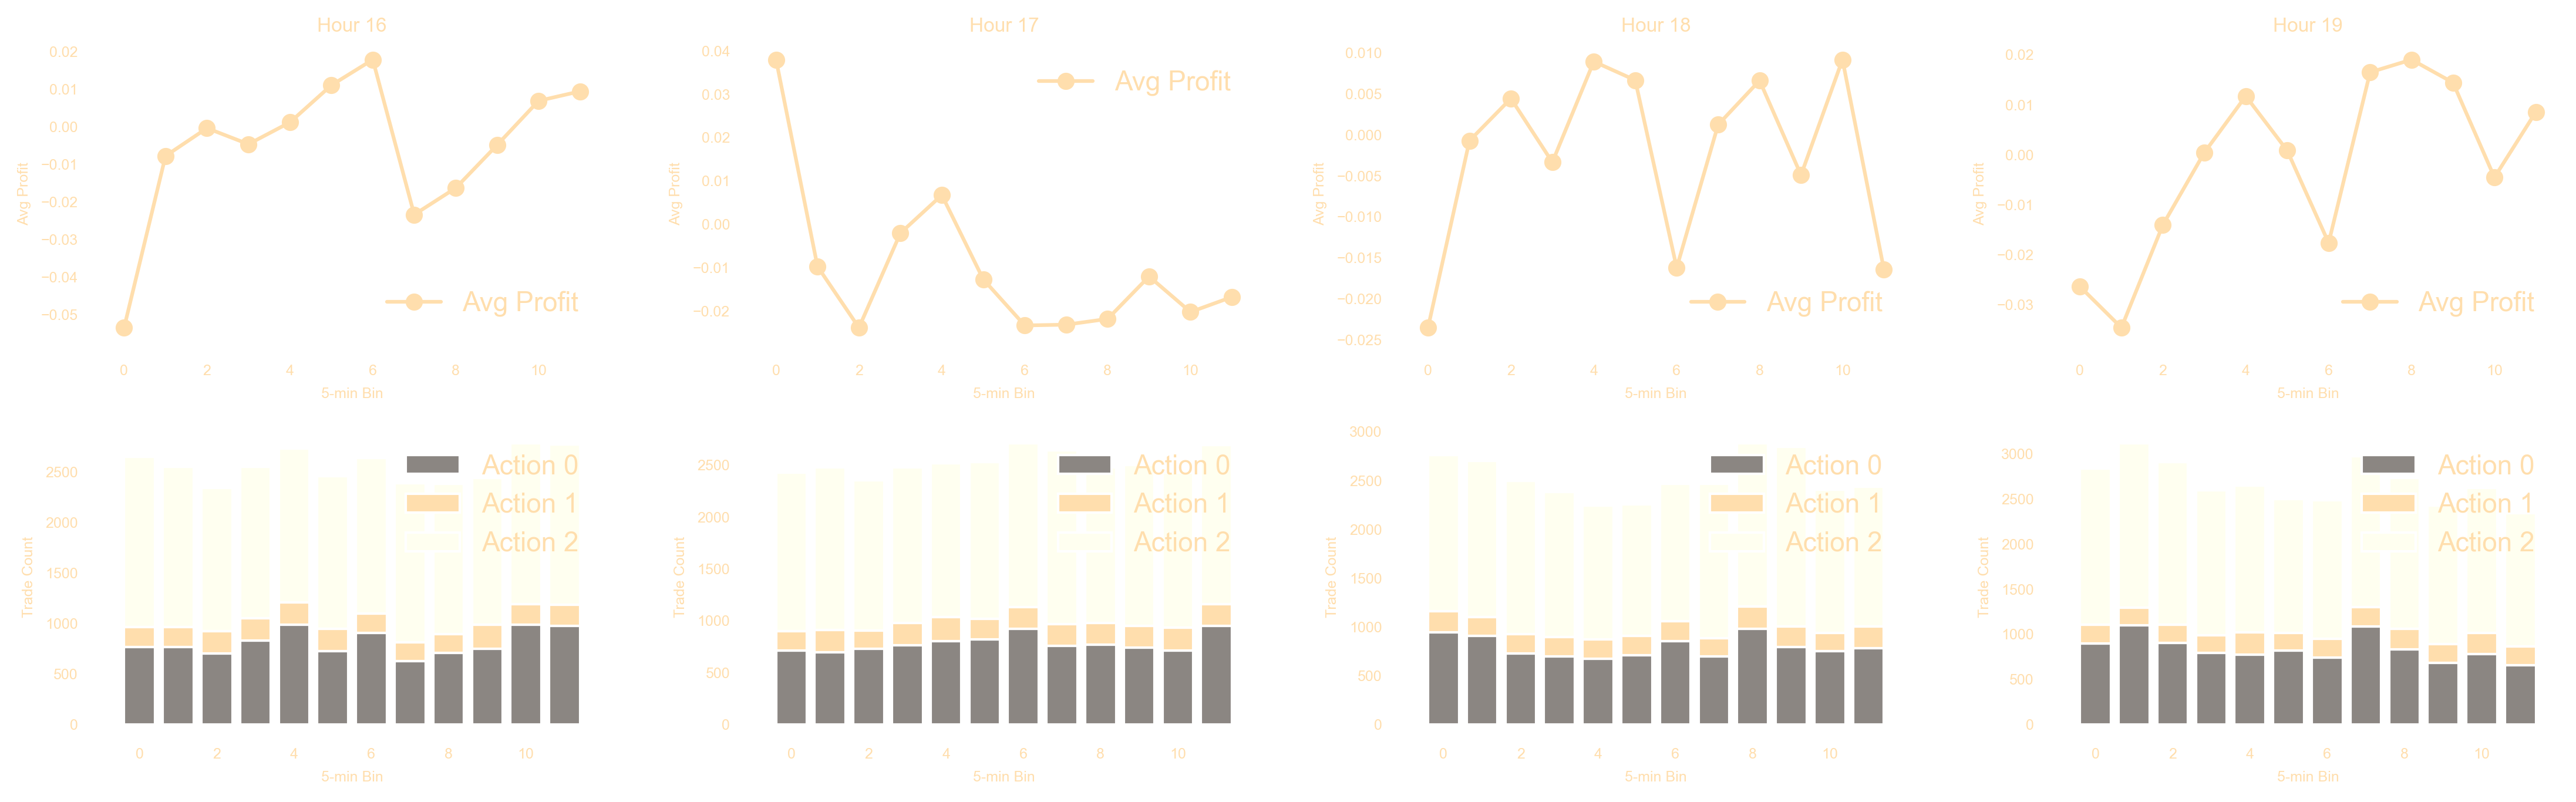 Hour 16
0.02
0.01
0.00
−0.01
−0.02
−0.03
−0.04
−0.05
Avg Profit
Avg Profit
0
2
4
6
8
10
5-min Bin
Hour 17
0.04
0.03
0.02
0.01
0.00
−0.01
−0.02
Avg Profit
Avg Profit
0
2
4
6
8
10
5-min Bin
Hour 18
0.010
0.005
0.000
−0.005
−0.010
−0.015
−0.020
−0.025
Avg Profit
Avg Profit
0
2
4
6
8
10
5-min Bin
Hour 19
0.02
0.01
0.00
−0.01
−0.02
−0.03
Avg Profit
Avg Profit
0
2
4
6
8
10
5-min Bin
2500
2000
1500
1000
500
0
Trade Count
Action 0
Action 1
Action 2
0
2
4
6
8
10
5-min Bin
2500
2000
1500
1000
500
0
Trade Count
Action 0
Action 1
Action 2
0
2
4
6
8
10
5-min Bin
3000
2500
2000
1500
1000
500
0
Trade Count
Action 0
Action 1
Action 2
0
2
4
6
8
10
5-min Bin
3000
2500
2000
1500
1000
500
0
Trade Count
Action 0
Action 1
Action 2
0
2
4
6
8
10
5-min Bin